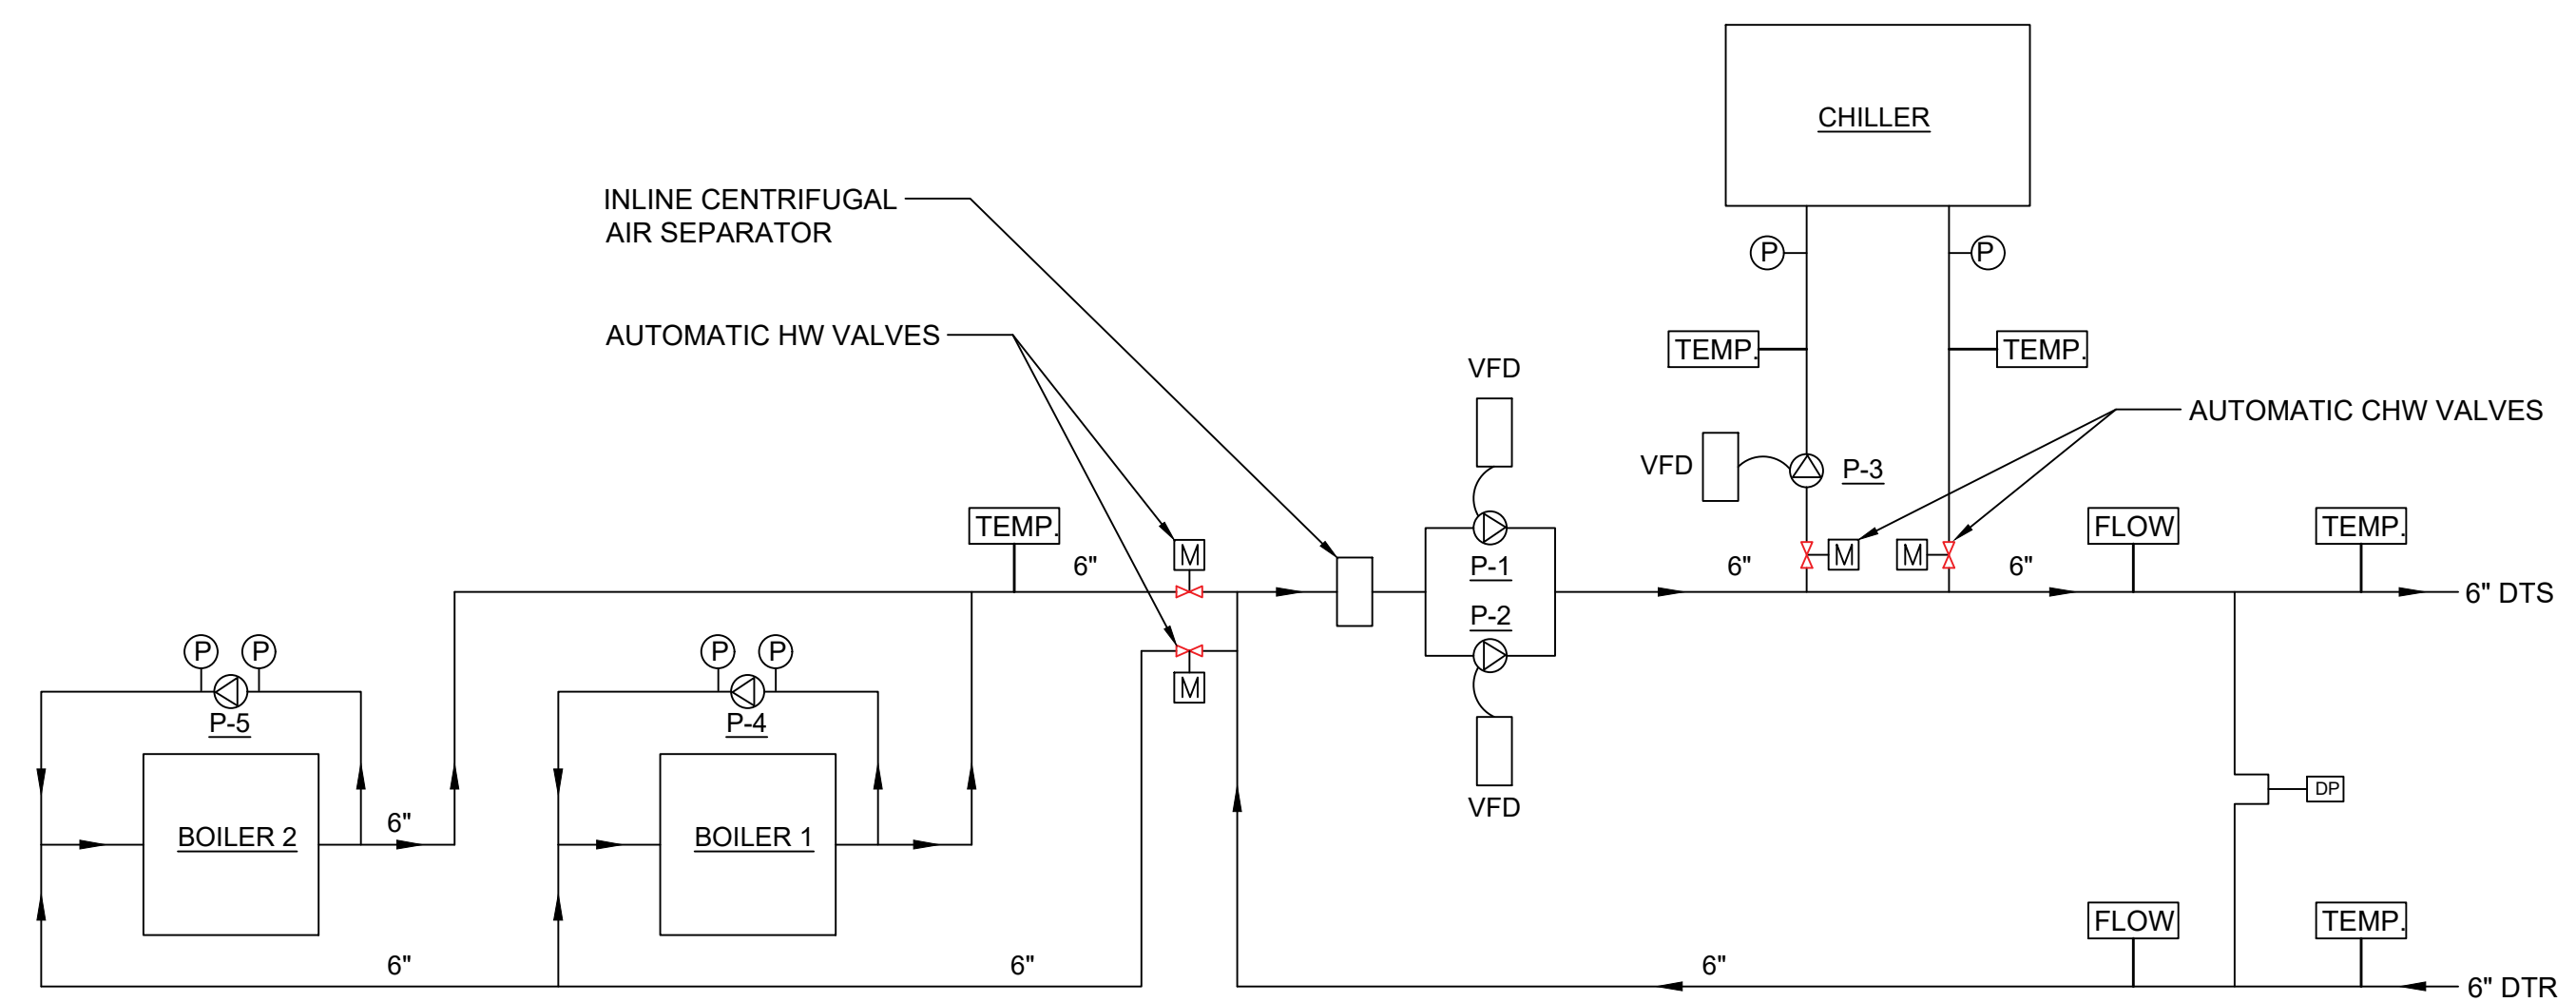 CHILLER
INLINE CENTRIFUGAL
AIR SEPARATOR
P
P
AUTOMATIC HW VALVES
TEMP.
TEMP.
VFD
AUTOMATIC CHW VALVES
VFD
P-3
TEMP.
M
M
M
FLOW
TEMP.
6"
P-1
6"
6"
6" DTS
P-2
P
P
P
P
M
P-5
P-4
VFD
DP
6"
BOILER 2
BOILER 1
FLOW
TEMP.
6"
6"
6"
6" DTR